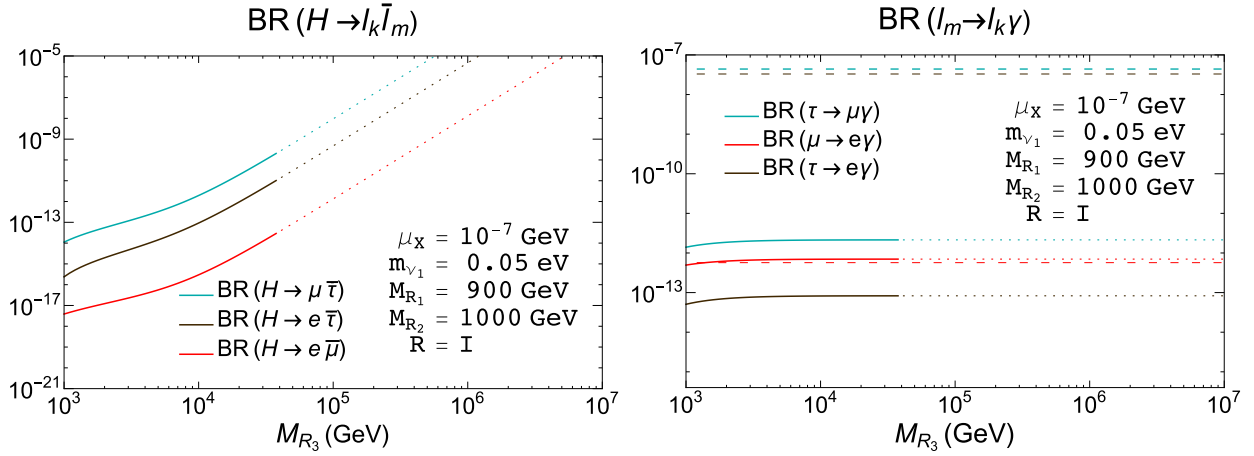 BR (H → l_k l̄_m)
10^-5
10^-9
10^-13
10^-17
10^-21
BR (H → μ τ̄)
BR (H → e τ̄)
BR (H → e μ̄)
μ_X = 10^-7 GeV
m_ν1 = 0.05 eV
M_R1 = 900 GeV
M_R2 = 1000 GeV
R = I
10^3 10^4 10^5 10^6 10^7
M_R3 (GeV)
BR (l_m → l_k γ)
10^-7
10^-10
10^-13
BR (τ → μγ)
BR (μ → eγ)
BR (τ → eγ)
μ_X = 10^-7 GeV
m_ν1 = 0.05 eV
M_R1 = 900 GeV
M_R2 = 1000 GeV
R = I
10^3 10^4 10^5 10^6 10^7
M_R3 (GeV)